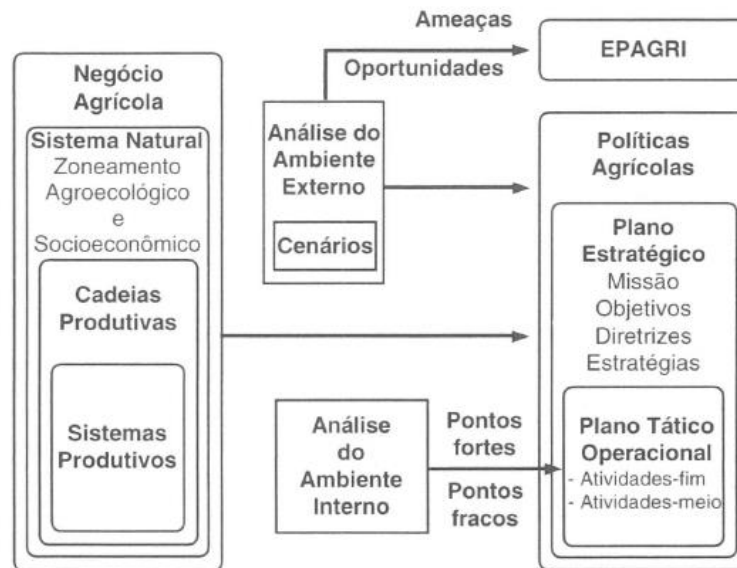 Negócio
Agrícola
Sistema Natural
Zoneamento
Agroecológico
e
Socioeconômico
Cadeias
Produtivas
Sistemas
Produtivos
Ameaças
Oportunidades
Análise do
Ambiente
Externo
Cenários
Análise
do
Ambiente
Interno
Pontos
fortes
Pontos
fracos
EPAGRI
Políticas
Agrícolas
Plano
Estratégico
Missão
Objetivos
Diretrizes
Estratégias
Plano Tático
Operacional
- Atividades-fim
- Atividades-meio